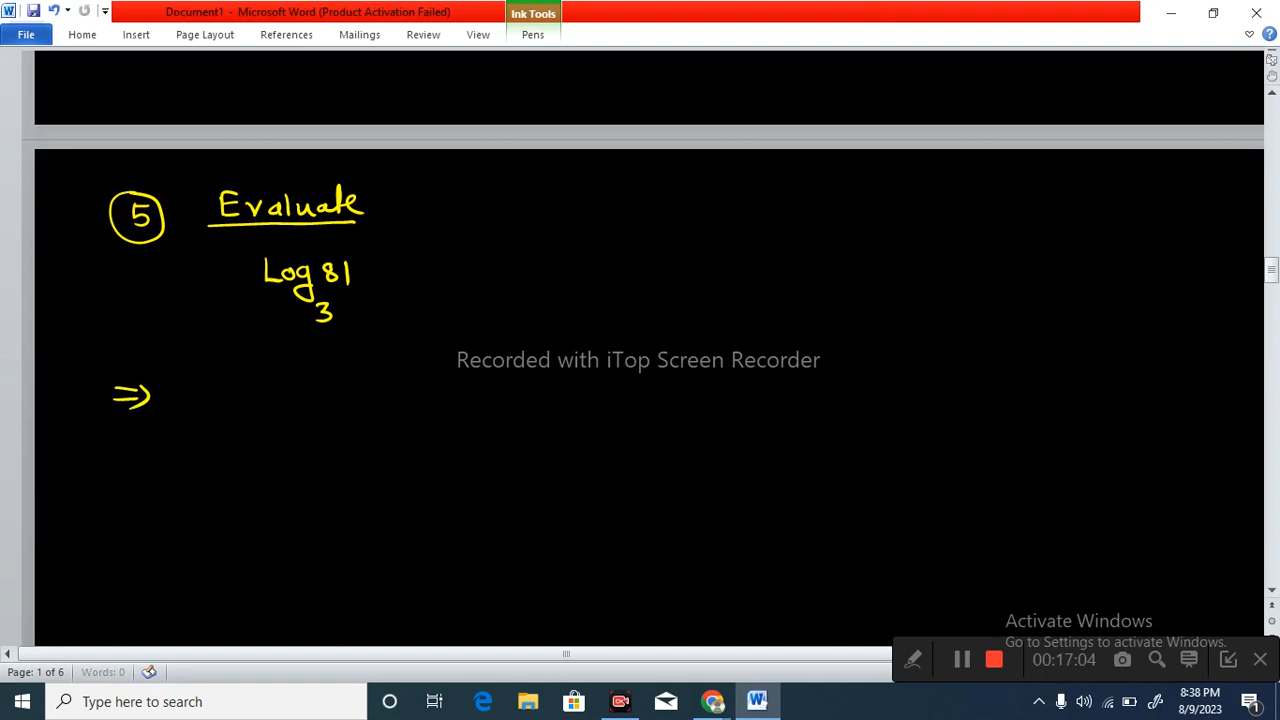 Document1 - Microsoft Word (Product Activation Failed)
Ink Tools
File Home Insert Page Layout References Mailings Review View Pens
5 Evaluate
Log 81
3
Recorded with iTop Screen Recorder
⇒
Activate Windows
Go to Settings to activate Windows.
00:17:04
Page: 1 of 6 Words: 0
Type here to search
8:38 PM
8/9/2023
1